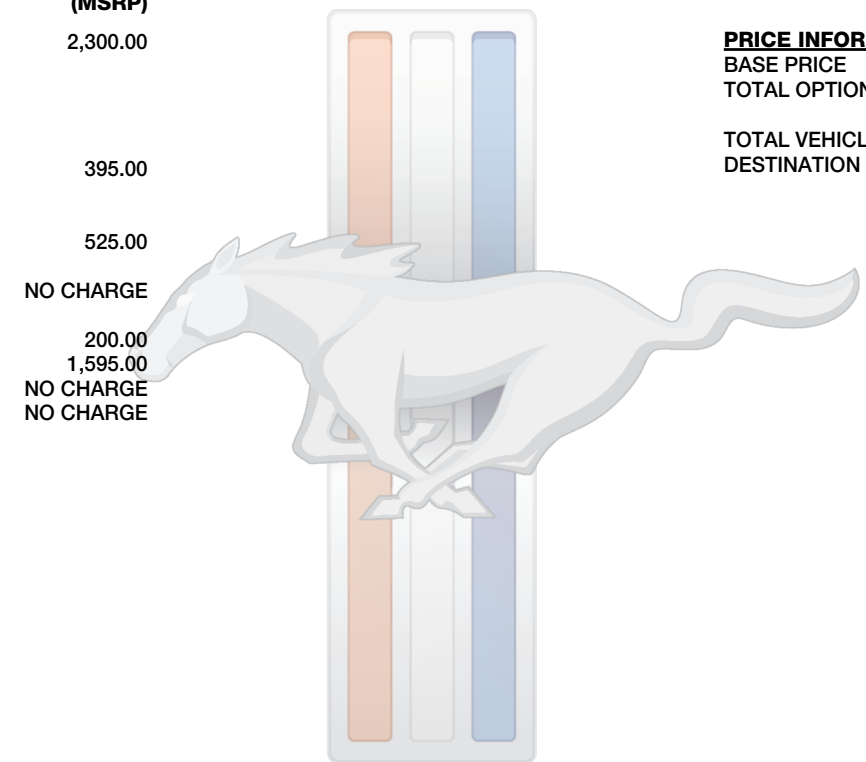 (MSRP)
2,300.00
395.00
525.00
NO CHARGE
200.00
1,595.00
NO CHARGE
NO CHARGE
PRICE INFOR
BASE PRICE
TOTAL OPTION
TOTAL VEHICL
DESTINATION